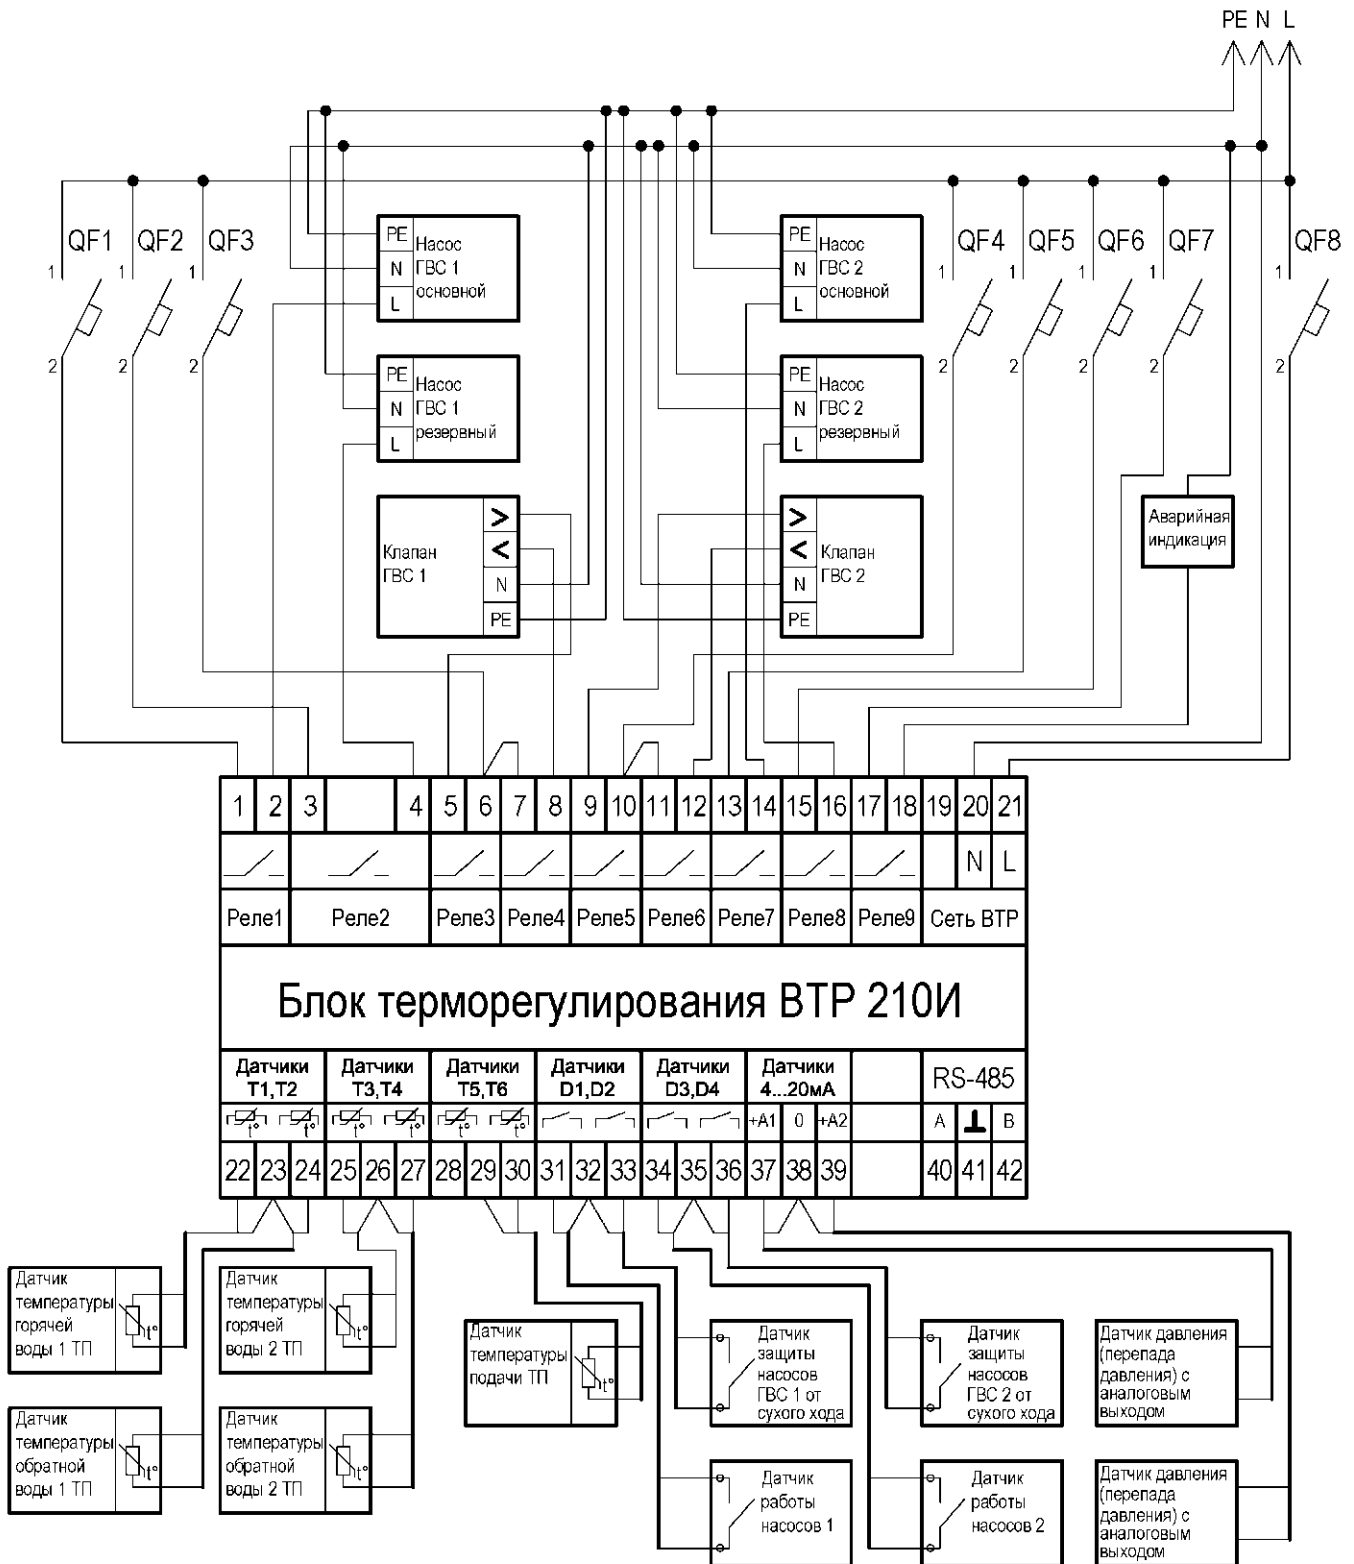 PE N L
QF1 QF2 QF3 QF4 QF5 QF6 QF7 QF8
1 1 1 1 1 1 1 1
2 2 2 2 2 2 2 2
PE
N
L
Насос
ГВС 1
основной
PE
N
L
Насос
ГВС 2
основной
PE
N
L
Насос
ГВС 1
резервный
PE
N
L
Насос
ГВС 2
резервный
Клапан
ГВС 1
>
<
N
PE
>
<
N
PE
Клапан
ГВС 2
Аварийная
индикация
1 2 3 4 5 6 7 8 9 10 11 12 13 14 15 16 17 18 19 20 21
N L
Реле1 Реле2 Реле3 Реле4 Реле5 Реле6 Реле7 Реле8 Реле9 Сеть ВТР
Блок терморегулирования ВТР 210И
Датчики
Т1,Т2
Датчики
Т3,Т4
Датчики
Т5,Т6
Датчики
D1,D2
Датчики
D3,D4
Датчики
4...20мА
RS-485
t° t° t° t° t° t° +A1 0 +A2 A B
22 23 24 25 26 27 28 29 30 31 32 33 34 35 36 37 38 39 40 41 42
Датчик
температуры
горячей
воды 1 ТП
t°
Датчик
температуры
горячей
воды 2 ТП
t°
Датчик
температуры
подачи ТП
t°
Датчик
защиты
насосов
ГВС 1 от
сухого хода
Датчик
защиты
насосов
ГВС 2 от
сухого хода
Датчик давления
(перепада
давления) с
аналоговым
выходом
Датчик
температуры
обратной
воды 1 ТП
t°
Датчик
температуры
обратной
воды 2 ТП
t°
Датчик
работы
насосов 1
Датчик
работы
насосов 2
Датчик давления
(перепада
давления) с
аналоговым
выходом